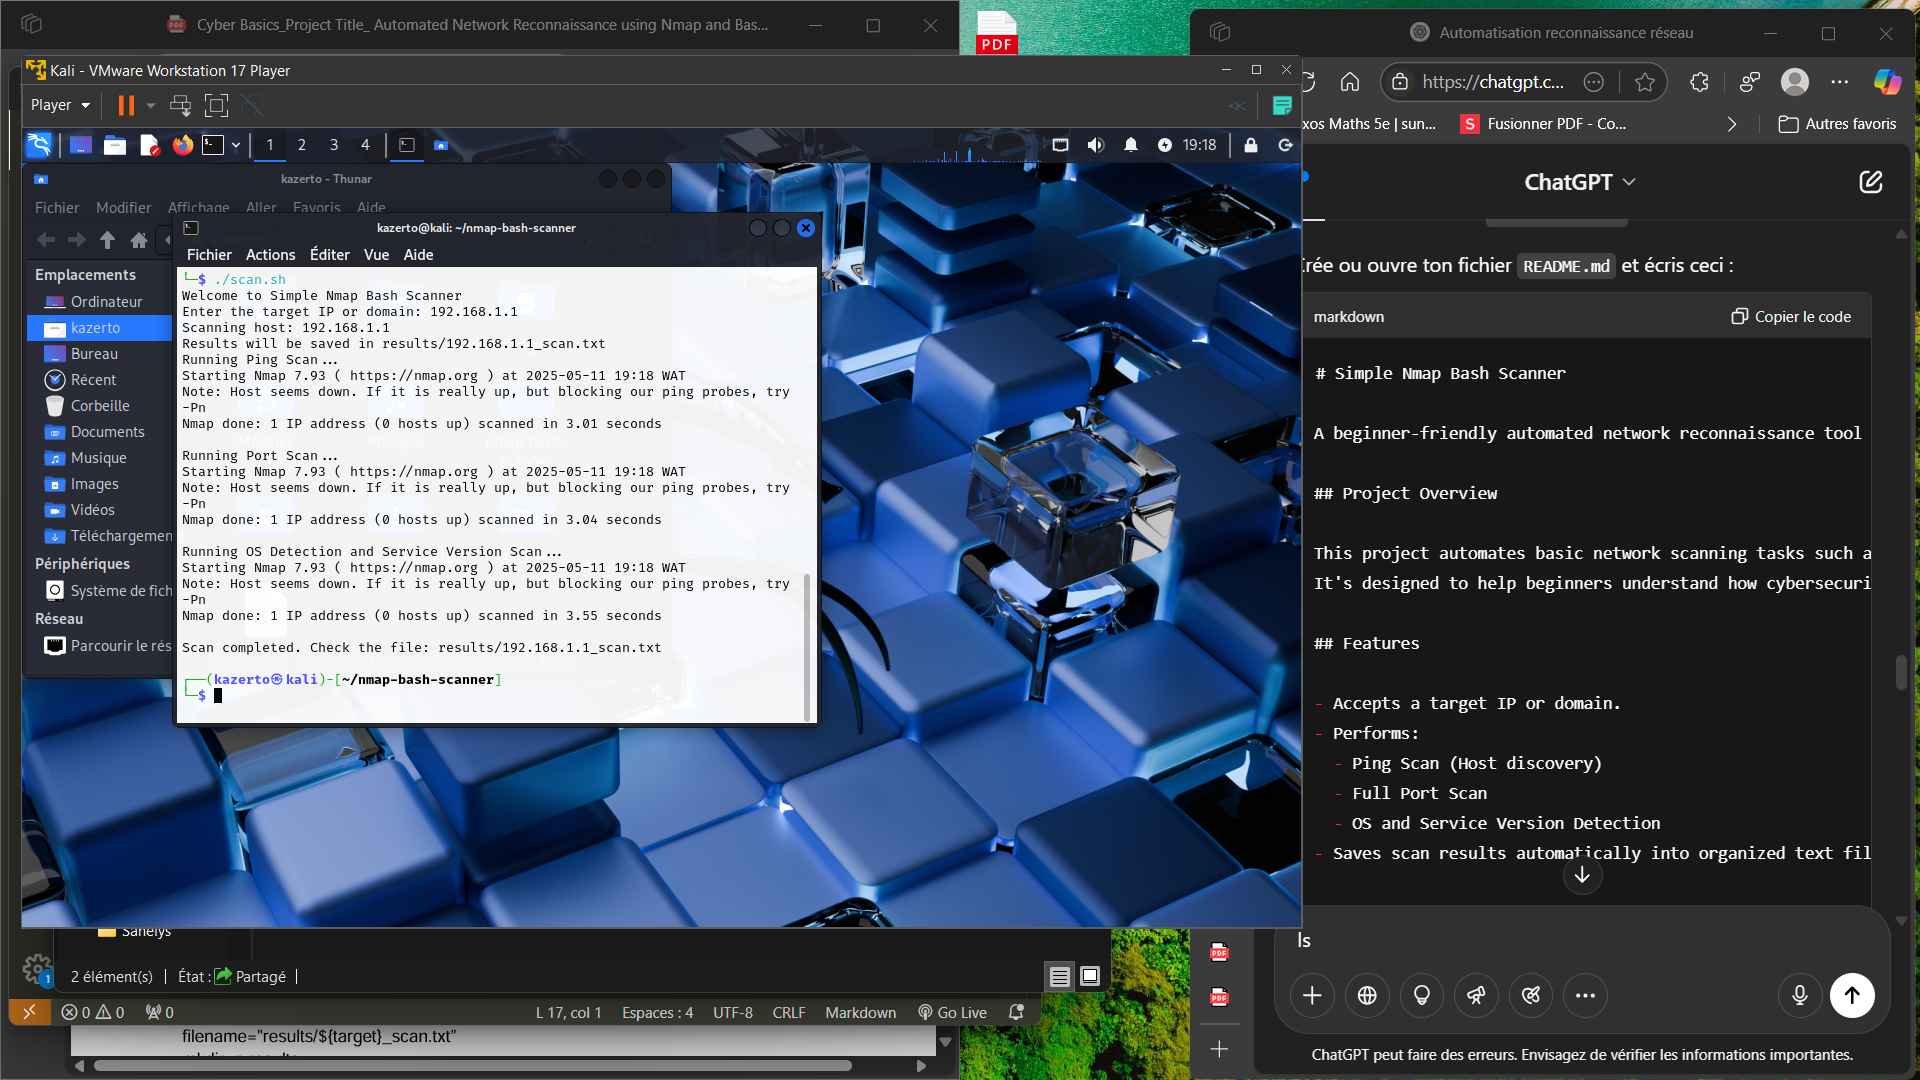 Cyber Basics_Project Title_ Automated Network Reconnaissance using Nmap and Bas...
PDF
Automatisation reconnaissance réseau
Kali - VMware Workstation 17 Player
Player
https://chatgpt.c...
xos Maths 5e | sun...
S
Fusionner PDF - Co...
Autres favoris
1 2 3 4
19:18
kazerto - Thunar
Fichier Modifier Affichage Aller Favoris Aide
Emplacements
Ordinateur
kazerto
Bureau
Récent
Corbeille
Documents
Musique
Images
Vidéos
Téléchargemen
Périphériques
Système de fich
Réseau
Parcourir le rés
kazerto@kali: ~/nmap-bash-scanner
Fichier Actions Éditer Vue Aide
└─$ ./scan.sh
Welcome to Simple Nmap Bash Scanner
Enter the target IP or domain: 192.168.1.1
Scanning host: 192.168.1.1
Results will be saved in results/192.168.1.1_scan.txt
Running Ping Scan...
Starting Nmap 7.93 ( https://nmap.org ) at 2025-05-11 19:18 WAT
Note: Host seems down. If it is really up, but blocking our ping probes, try
-Pn
Nmap done: 1 IP address (0 hosts up) scanned in 3.01 seconds
Running Port Scan...
Starting Nmap 7.93 ( https://nmap.org ) at 2025-05-11 19:18 WAT
Note: Host seems down. If it is really up, but blocking our ping probes, try
-Pn
Nmap done: 1 IP address (0 hosts up) scanned in 3.04 seconds
Running OS Detection and Service Version Scan...
Starting Nmap 7.93 ( https://nmap.org ) at 2025-05-11 19:18 WAT
Note: Host seems down. If it is really up, but blocking our ping probes, try
-Pn
Nmap done: 1 IP address (0 hosts up) scanned in 3.55 seconds
Scan completed. Check the file: results/192.168.1.1_scan.txt
┌──(kazerto㉿kali)-[~/nmap-bash-scanner]
└─$
ChatGPT
rée ou ouvre ton fichier README.md et écris ceci :
markdown
Copier le code
# Simple Nmap Bash Scanner
A beginner-friendly automated network reconnaissance tool
## Project Overview
This project automates basic network scanning tasks such a
It's designed to help beginners understand how cybersecuri
## Features
- Accepts a target IP or domain.
- Performs:
- Ping Scan (Host discovery)
- Full Port Scan
- OS and Service Version Detection
- Saves scan results automatically into organized text fil
ls
ChatGPT peut faire des erreurs. Envisagez de vérifier les informations importantes.
Sanelys
2 élément(s) État : Partagé
1
0 0 0
L 17, col 1 Espaces : 4 UTF-8 CRLF Markdown Go Live
filename="results/${target}_scan.txt"
PDF
PDF